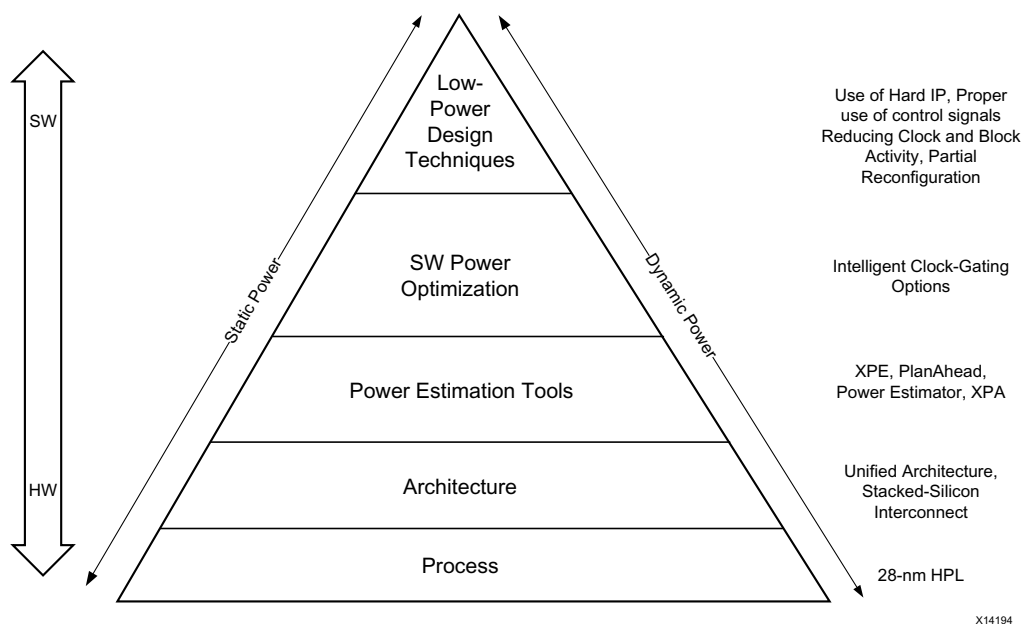 SW
HW
Static Power
Low-
Power
Design
Techniques
SW Power
Optimization
Power Estimation Tools
Architecture
Process
Dynamic Power
Use of Hard IP, Proper
use of control signals
Reducing Clock and Block
Activity, Partial
Reconfiguration
Intelligent Clock-Gating
Options
XPE, PlanAhead,
Power Estimator, XPA
Unified Architecture,
Stacked-Silicon
Interconnect
28-nm HPL
X14194